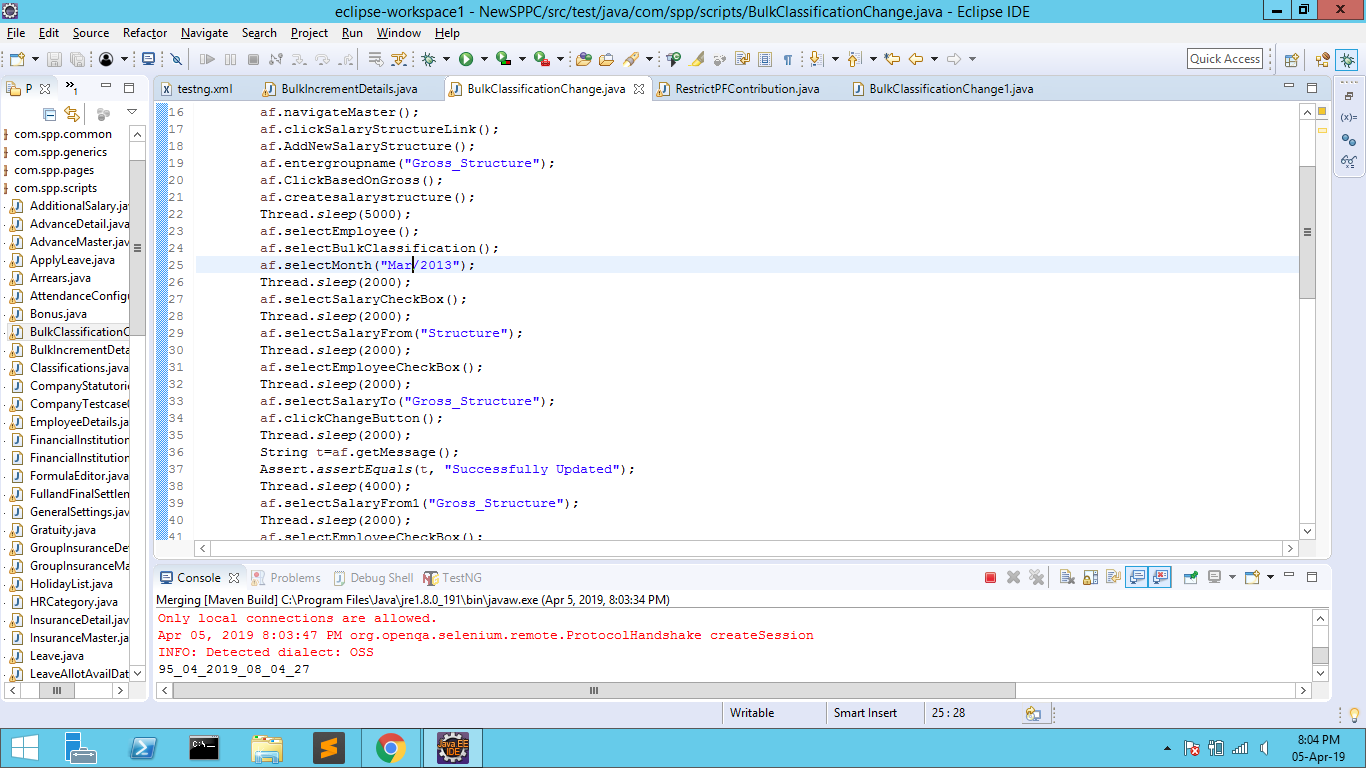 eclipse-workspace1 - NewSPPC/src/test/java/com/spp/scripts/BulkClassificationChange.java - Eclipse IDE
File Edit Source Refactor Navigate Search Project Run Window Help
Quick Access
P
1
testng.xml
BulkIncrementDetails.java
BulkClassificationChange.java
RestrictPFContribution.java
BulkClassificationChange1.java
com.spp.common
com.spp.generics
com.spp.pages
com.spp.scripts
AdditionalSalary.jav
AdvanceDetail.java
AdvanceMaster.jav
ApplyLeave.java
Arrears.java
AttendanceConfigu
Bonus.java
BulkClassificationC
BulkIncrementDeta
Classifications.java
CompanyStatutorie
CompanyTestcaseC
EmployeeDetails.ja
FinancialInstitution
FinancialInstitution
FormulaEditor.java
FullandFinalSettlem
GeneralSettings.jav
Gratuity.java
GroupInsuranceDet
GroupInsuranceMa
HolidayList.java
HRCategory.java
InsuranceDetail.java
InsuranceMaster.ja
Leave.java
LeaveAllotAvailDat
16 af.navigateMaster();
17 af.clickSalaryStructureLink();
18 af.AddNewSalaryStructure();
19 af.entergroupname("Gross_Structure");
20 af.ClickBasedOnGross();
21 af.createsalarystructure();
22 Thread.sleep(5000);
23 af.selectEmployee();
24 af.selectBulkClassification();
25 af.selectMonth("Mar/2013");
26 Thread.sleep(2000);
27 af.selectSalaryCheckBox();
28 Thread.sleep(2000);
29 af.selectSalaryFrom("Structure");
30 Thread.sleep(2000);
31 af.selectEmployeeCheckBox();
32 Thread.sleep(2000);
33 af.selectSalaryTo("Gross_Structure");
34 af.clickChangeButton();
35 Thread.sleep(2000);
36 String t=af.getMessage();
37 Assert.assertEquals(t, "Successfully Updated");
38 Thread.sleep(4000);
39 af.selectSalaryFrom1("Gross_Structure");
40 Thread.sleep(2000);
41 af.selectEmployeeCheckBox();
(x)=
Console
Problems
Debug Shell
TestNG
Merging [Maven Build] C:\Program Files\Java\jre1.8.0_191\bin\javaw.exe (Apr 5, 2019, 8:03:34 PM)
Only local connections are allowed.
Apr 05, 2019 8:03:47 PM org.openqa.selenium.remote.ProtocolHandshake createSession
INFO: Detected dialect: OSS
95_04_2019_08_04_27
Writable
Smart Insert
25 : 28
Java EE
IDE
8:04 PM
05-Apr-19